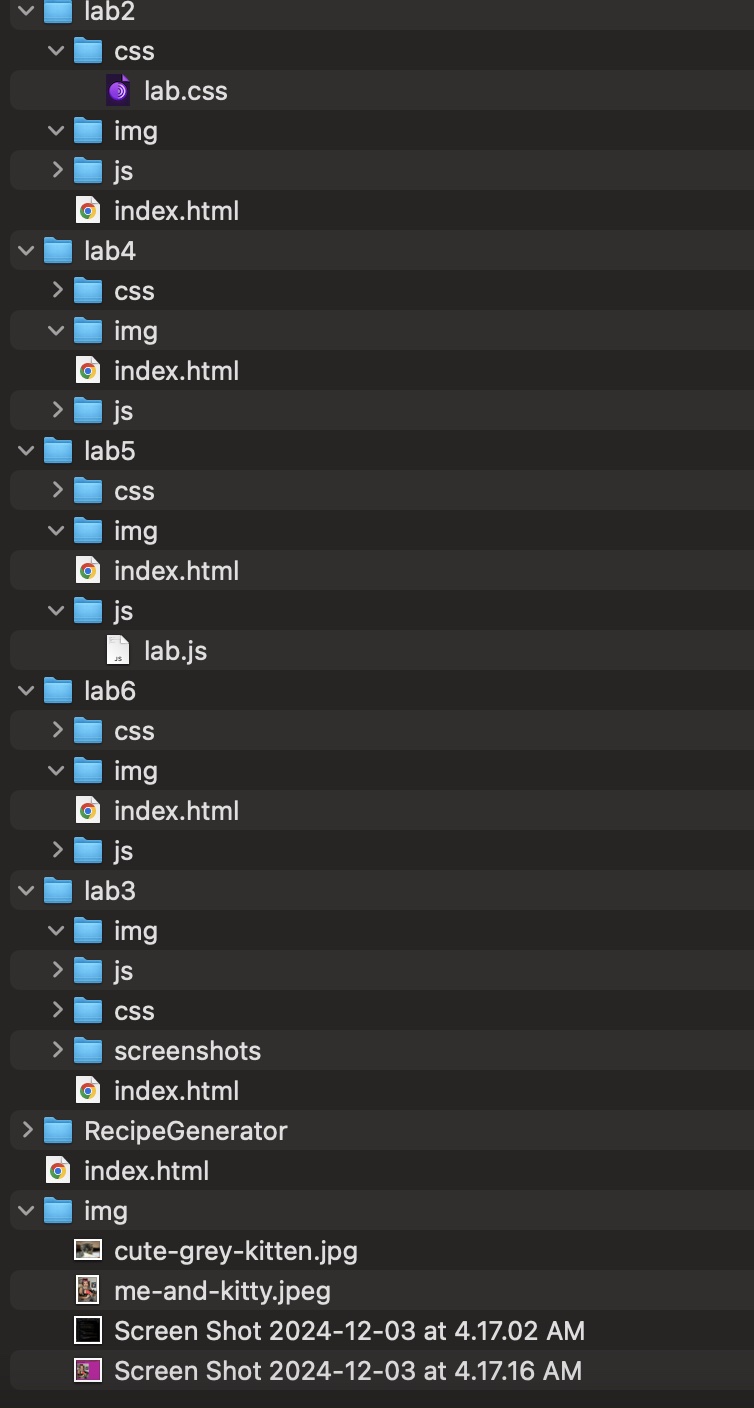 lab2
css
lab.css
img
js
index.html
lab4
css
img
index.html
js
lab5
css
img
index.html
js
JS
lab.js
lab6
css
img
index.html
js
lab3
img
js
css
screenshots
index.html
RecipeGenerator
index.html
img
cute-grey-kitten.jpg
me-and-kitty.jpeg
Screen Shot 2024-12-03 at 4.17.02 AM
Screen Shot 2024-12-03 at 4.17.16 AM